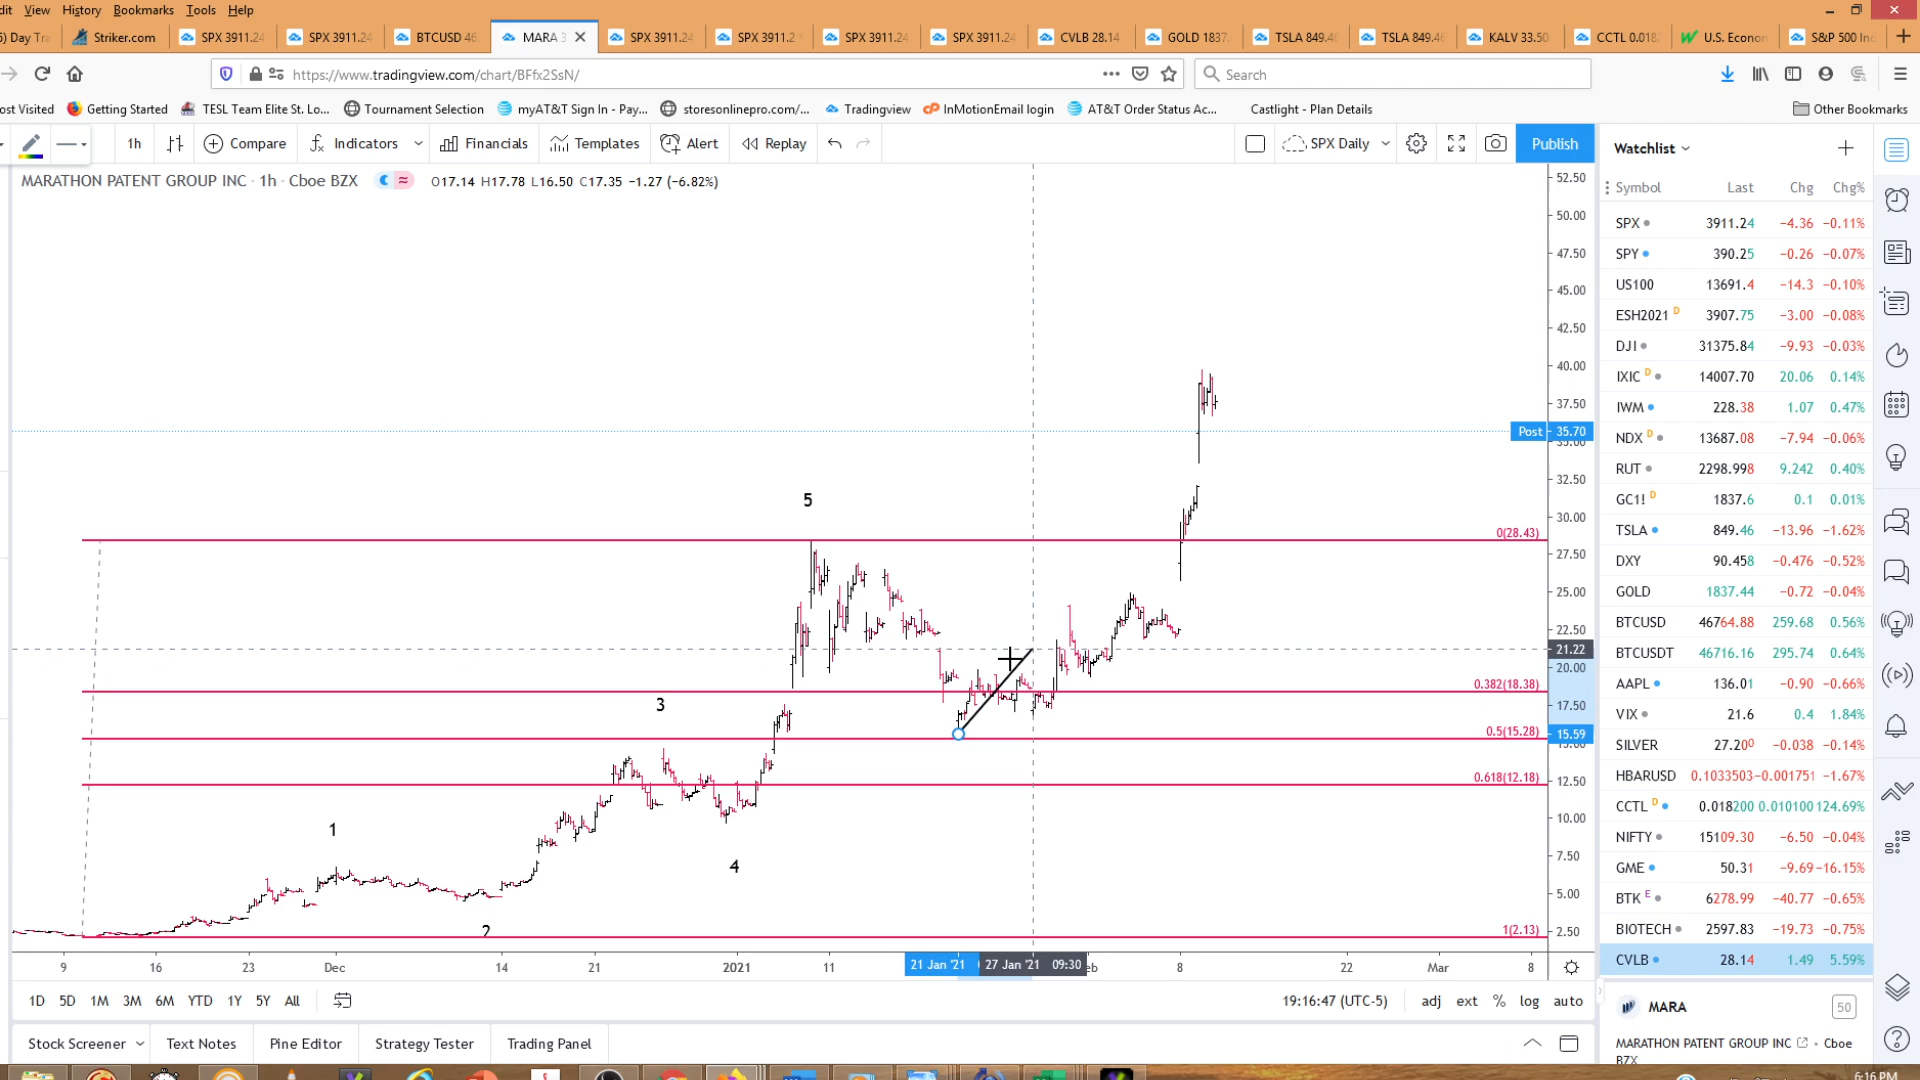 dit View History Bookmarks Tools Help
) Day Tra Striker.com SPX 3911.24 SPX 3911.24 BTCUSD 46 MARA 3 SPX 3911.24 SPX 3911.2 SPX 3911.24 SPX 3911.24 CVLB 28.14 GOLD 1837. TSLA 849.46 TSLA 849.46 KALV 33.50 CCTL 0.018 U.S. Econor S&P 500 Ind
https://www.tradingview.com/chart/BFfx2SsN/ Search
ost Visited Getting Started TESL Team Elite St. Lo... Tournament Selection myAT&T Sign In - Pay... storesonlinepro.com/... Tradingview InMotionEmail login AT&T Order Status Ac... Castlight - Plan Details Other Bookmarks
1h Compare Indicators Financials Templates Alert Replay SPX Daily Publish
MARATHON PATENT GROUP INC · 1h · Cboe BZX O17.14 H17.78 L16.50 C17.35 −1.27 (−6.82%)
52.50
50.00
47.50
45.00
42.50
40.00
37.50
Post 35.70
35.00
32.50
30.00
27.50
25.00
22.50
21.22
20.00
17.50
15.59
15.00
12.50
10.00
7.50
5.00
2.50
0(28.43)
0.382(18.38)
0.5(15.28)
0.618(12.18)
1(2.13)
5
3
4
1
2
9 16 23 Dec 14 21 2021 11 21 Jan '21 27 Jan '21 09:30 eb 8 22 Mar 8
1D 5D 1M 3M 6M YTD 1Y 5Y All 19:16:47 (UTC-5) adj ext % log auto
Stock Screener Text Notes Pine Editor Strategy Tester Trading Panel
Watchlist
Symbol Last Chg Chg%
SPX 3911.24 −4.36 −0.11%
SPY 390.25 −0.26 −0.07%
US100 13691.4 −14.3 −0.10%
ESH2021 D 3907.75 −3.00 −0.08%
DJI 31375.84 −9.93 −0.03%
IXIC D 14007.70 20.06 0.14%
IWM 228.38 1.07 0.47%
NDX D 13687.08 −7.94 −0.06%
RUT 2298.998 9.242 0.40%
GC1! D 1837.6 0.1 0.01%
TSLA 849.46 −13.96 −1.62%
DXY 90.458 −0.476 −0.52%
GOLD 1837.44 −0.72 −0.04%
BTCUSD 46764.88 259.68 0.56%
BTCUSDT 46716.16 295.74 0.64%
AAPL 136.01 −0.90 −0.66%
VIX 21.6 0.4 1.84%
SILVER 27.200 −0.038 −0.14%
HBARUSD 0.1033503 −0.001751 −1.67%
CCTL D 0.018200 0.010100 124.69%
NIFTY 15109.30 −6.50 −0.04%
GME 50.31 −9.69 −16.15%
BTK E 6278.99 −40.77 −0.65%
BIOTECH 2597.83 −19.73 −0.75%
CVLB 28.14 1.49 5.59%
MARA 50
MARATHON PATENT GROUP INC · Cboe
BZX
6:16 PM